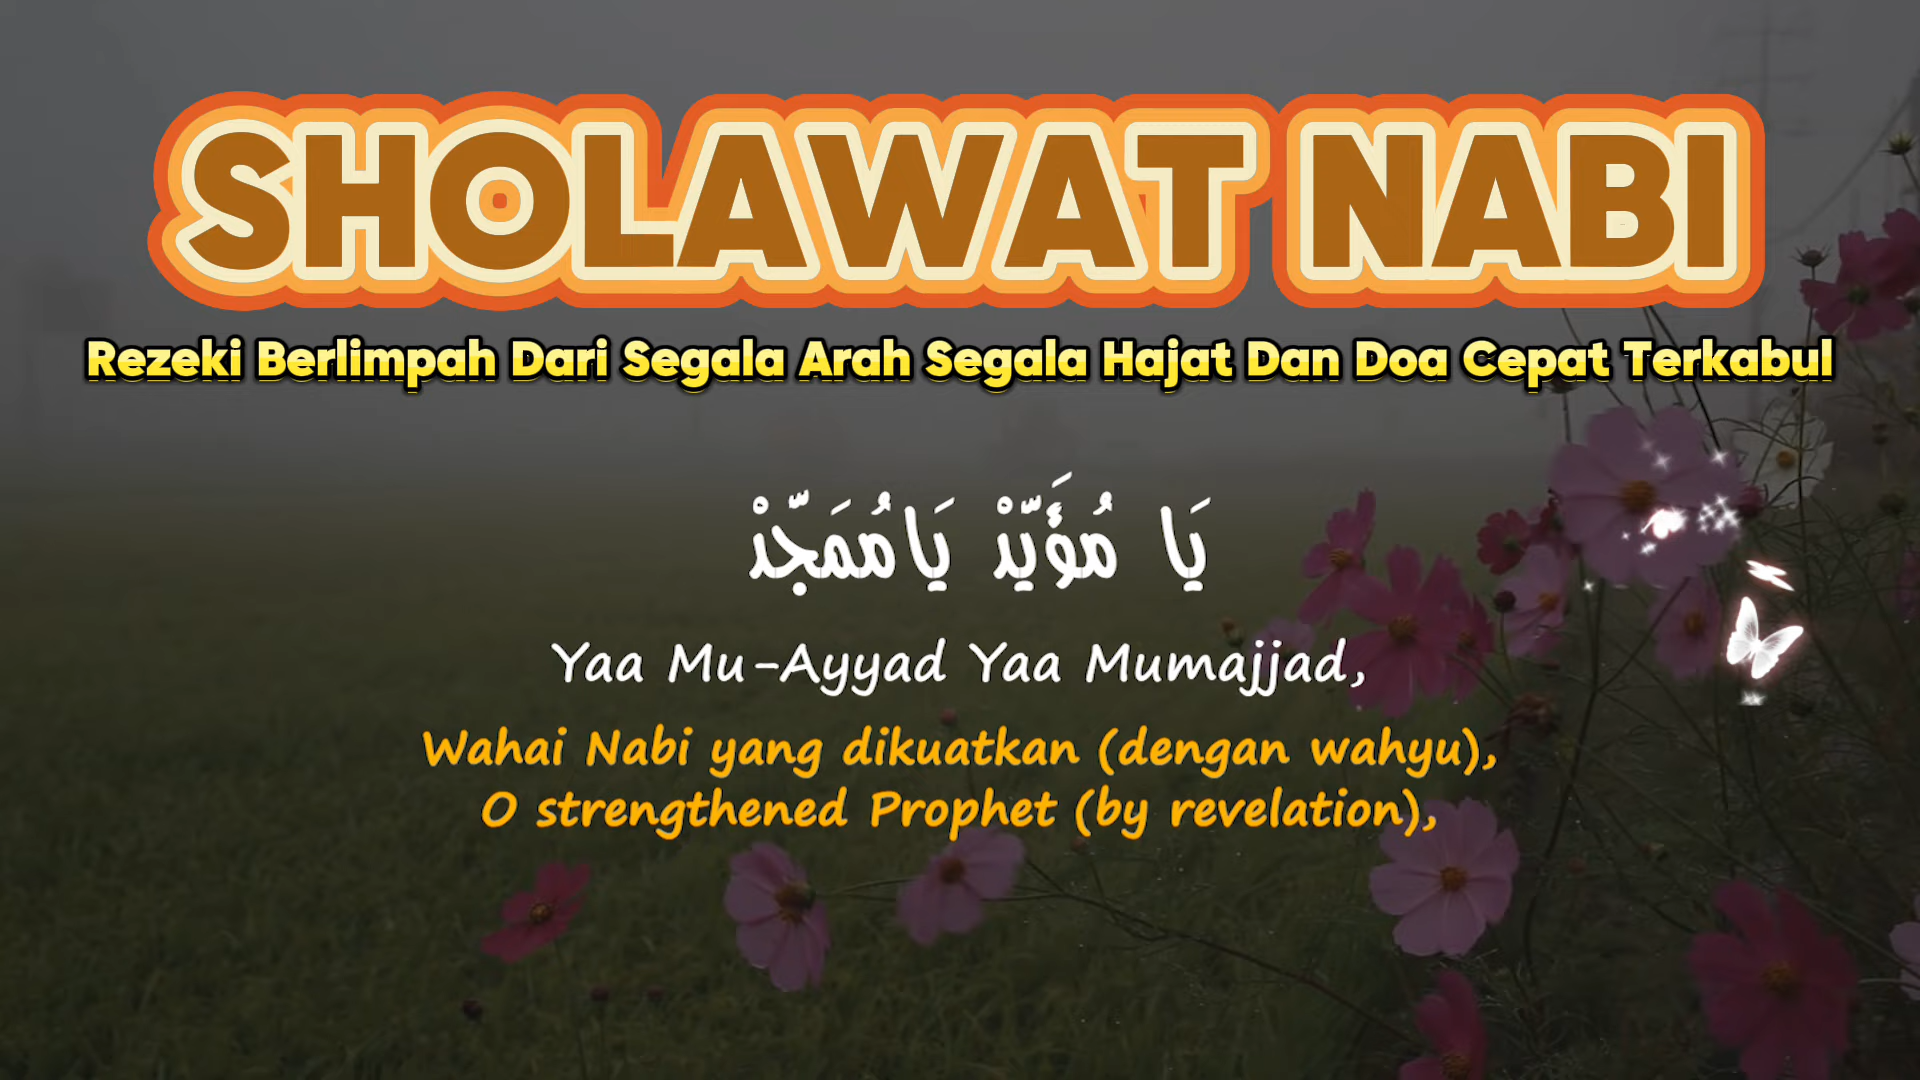 SHOLAWAT NABI
Rezeki Berlimpah Dari Segala Arah Segala Hajat Dan Doa Cepat Terkabul
يَا مُؤَيَّدْ يَامُمَجَّدْ
Yaa Mu-Ayyad Yaa Mumajjad,
Wahai Nabi yang dikuatkan (dengan wahyu),
O strengthened Prophet (by revelation),